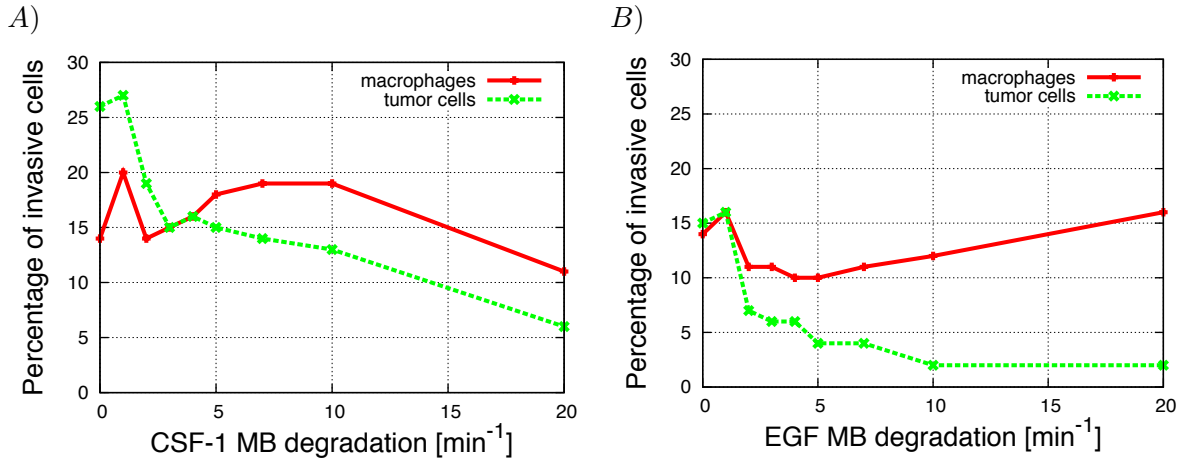 A)
Percentage of invasive cells
30
25
20
15
10
5
0
macrophages
tumor cells
0 5 10 15 20
CSF-1 MB degradation [min⁻¹]
B)
Percentage of invasive cells
30
25
20
15
10
5
0
macrophages
tumor cells
0 5 10 15 20
EGF MB degradation [min⁻¹]